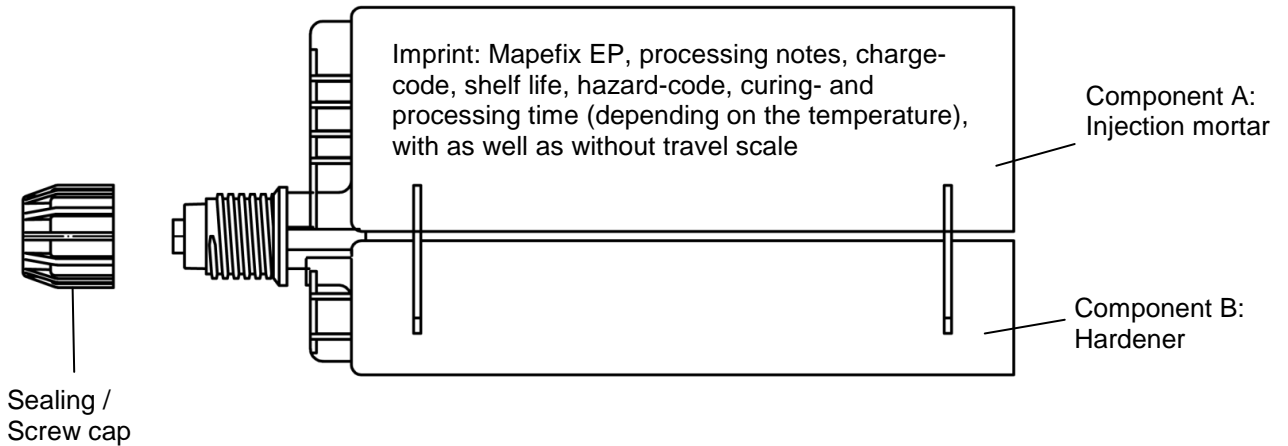 Imprint: Mapefix EP, processing notes, charge-
code, shelf life, hazard-code, curing- and
processing time (depending on the temperature),
with as well as without travel scale
Component A:
Injection mortar
Component B:
Hardener
Sealing /
Screw cap